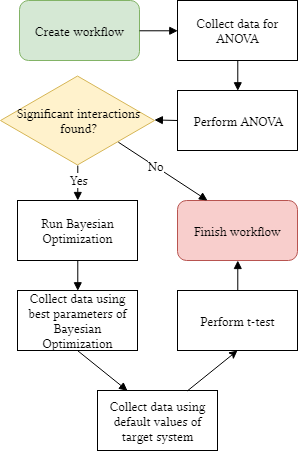 Create workflow
Collect data for
ANOVA
Perform ANOVA
Significant interactions
found?
No
Yes
Run Bayesian
Optimization
Finish workflow
Collect data using
best parameters of
Bayesian
Optimization
Perform t-test
Collect data using
default values of
target system